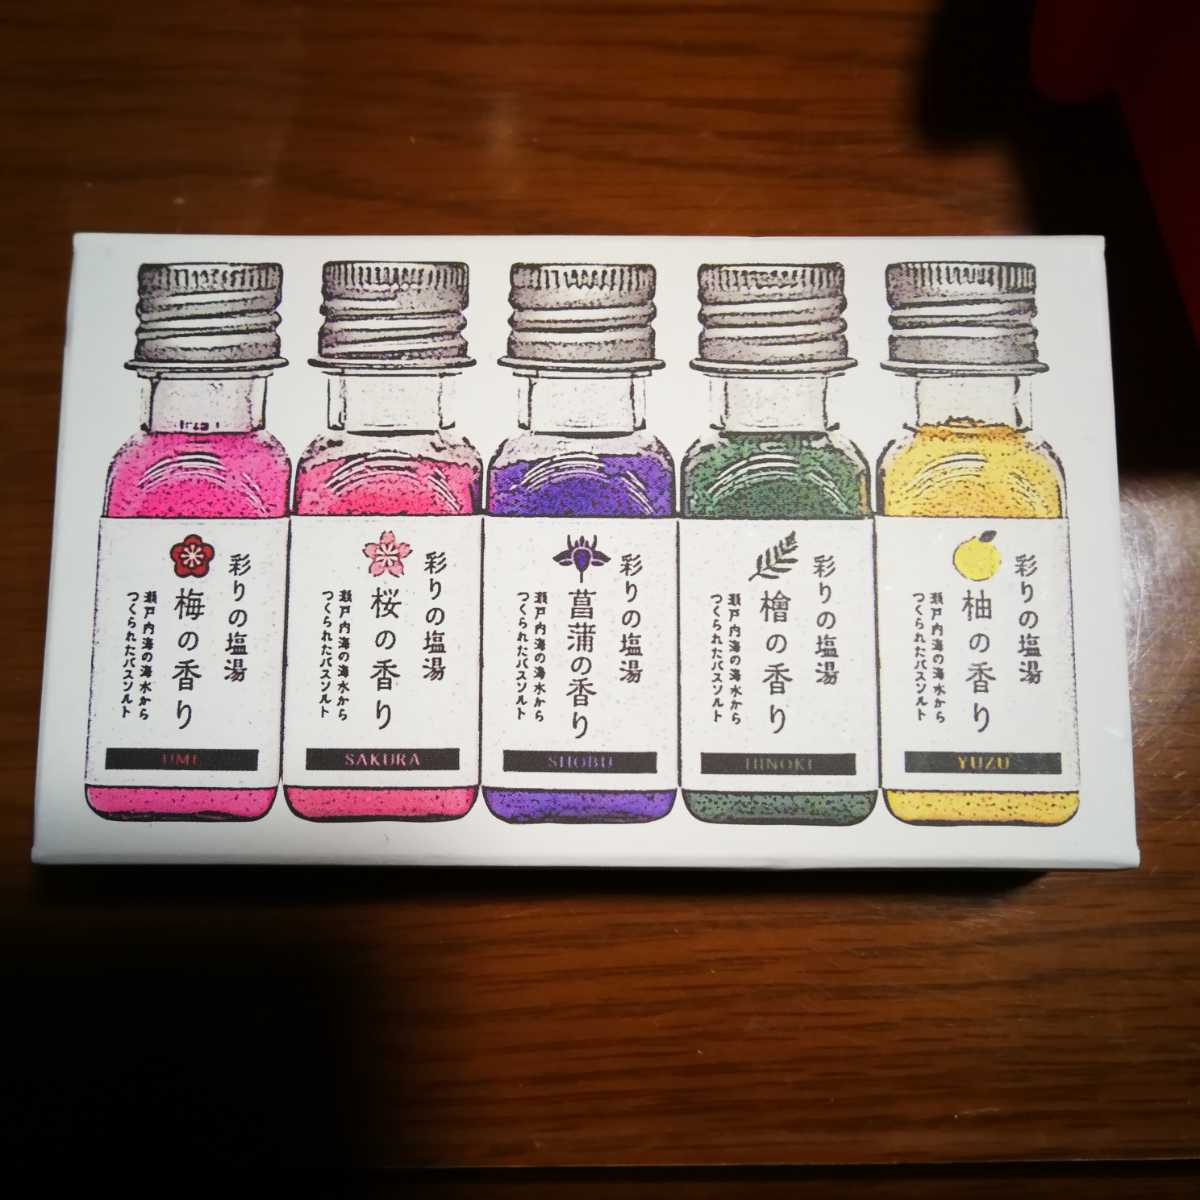 彩りの塩湯
梅の香り
瀬戸内海の海水から
つくられたバスソルト
UME
彩りの塩湯
桜の香り
瀬戸内海の海水から
つくられたバスソルト
SAKURA
彩りの塩湯
菖蒲の香り
瀬戸内海の海水から
つくられたバスソルト
SHOBU
彩りの塩湯
檜の香り
瀬戸内海の海水から
つくられたバスソルト
HINOKI
彩りの塩湯
柚の香り
瀬戸内海の海水から
つくられたバスソルト
YUZU